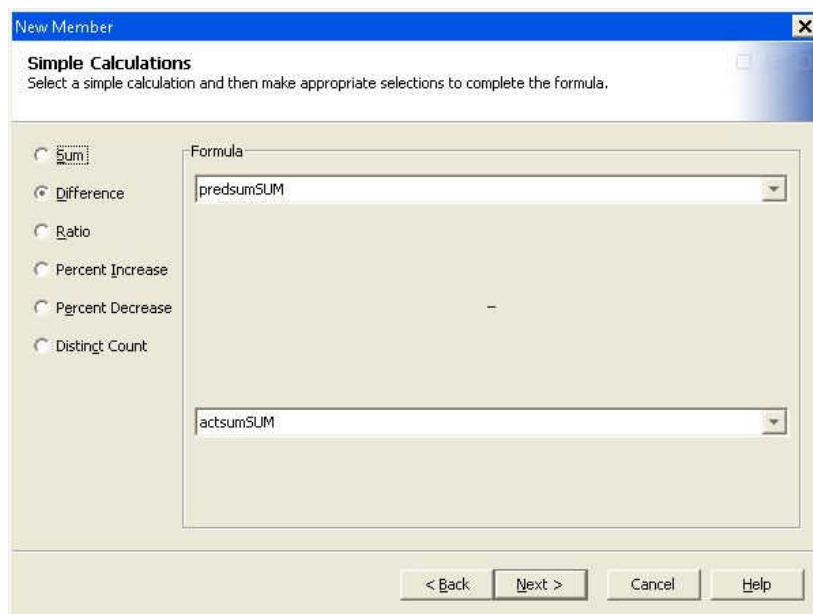 New Member
Simple Calculations
Select a simple calculation and then make appropriate selections to complete the formula.
Sum
Difference
Ratio
Percent Increase
Percent Decrease
Distinct Count
Formula
predsumSUM
–
actsumSUM
< Back
Next >
Cancel
Help